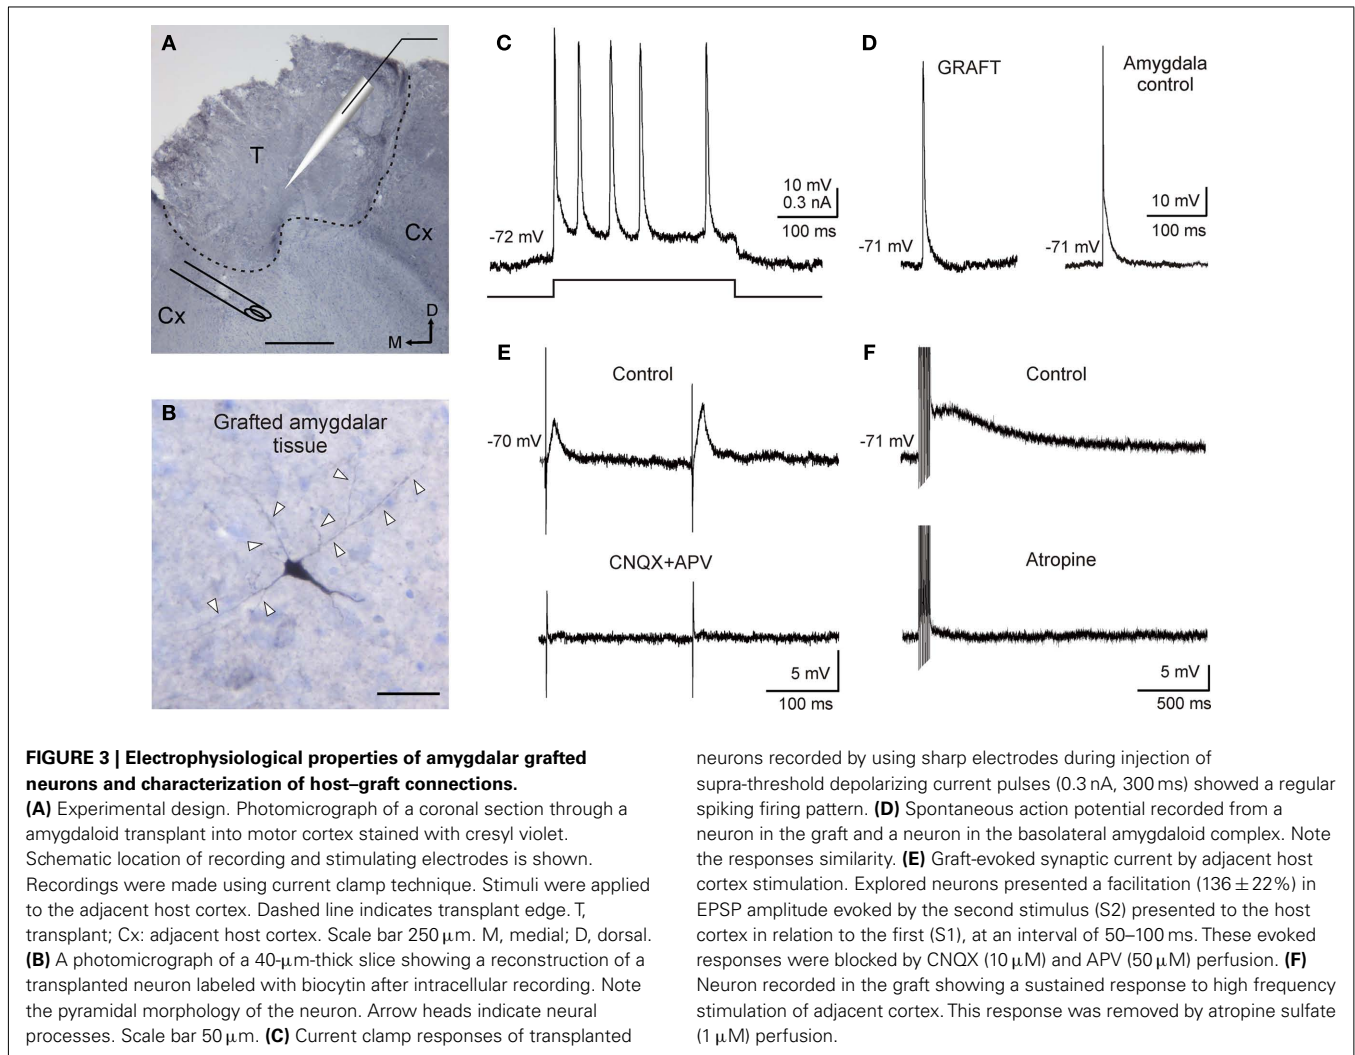 A
T
Cx
Cx
D
M
B
Grafted amygdalar
tissue
C
-72 mV
10 mV
0.3 nA
100 ms
D
GRAFT
Amygdala
control
-71 mV
-71 mV
10 mV
100 ms
E
Control
-70 mV
CNQX+APV
5 mV
100 ms
F
Control
-71 mV
Atropine
5 mV
500 ms
FIGURE 3 | Electrophysiological properties of amygdalar grafted
neurons and characterization of host–graft connections.
(A) Experimental design. Photomicrograph of a coronal section through a
amygdaloid transplant into motor cortex stained with cresyl violet.
Schematic location of recording and stimulating electrodes is shown.
Recordings were made using current clamp technique. Stimuli were applied
to the adjacent host cortex. Dashed line indicates transplant edge. T,
transplant; Cx: adjacent host cortex. Scale bar 250 μm. M, medial; D, dorsal.
(B) A photomicrograph of a 40-μm-thick slice showing a reconstruction of a
transplanted neuron labeled with biocytin after intracellular recording. Note
the pyramidal morphology of the neuron. Arrow heads indicate neural
processes. Scale bar 50 μm. (C) Current clamp responses of transplanted
neurons recorded by using sharp electrodes during injection of
supra-threshold depolarizing current pulses (0.3 nA, 300 ms) showed a regular
spiking firing pattern. (D) Spontaneous action potential recorded from a
neuron in the graft and a neuron in the basolateral amygdaloid complex. Note
the responses similarity. (E) Graft-evoked synaptic current by adjacent host
cortex stimulation. Explored neurons presented a facilitation (136 ± 22%) in
EPSP amplitude evoked by the second stimulus (S2) presented to the host
cortex in relation to the first (S1), at an interval of 50–100 ms. These evoked
responses were blocked by CNQX (10 μM) and APV (50 μM) perfusion. (F)
Neuron recorded in the graft showing a sustained response to high frequency
stimulation of adjacent cortex. This response was removed by atropine sulfate
(1 μM) perfusion.